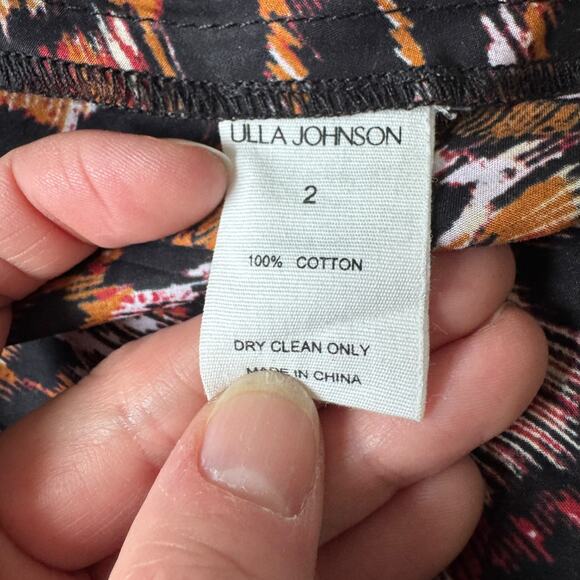 ULLA JOHNSON
2
100% COTTON
DRY CLEAN ONLY
MADE IN CHINA